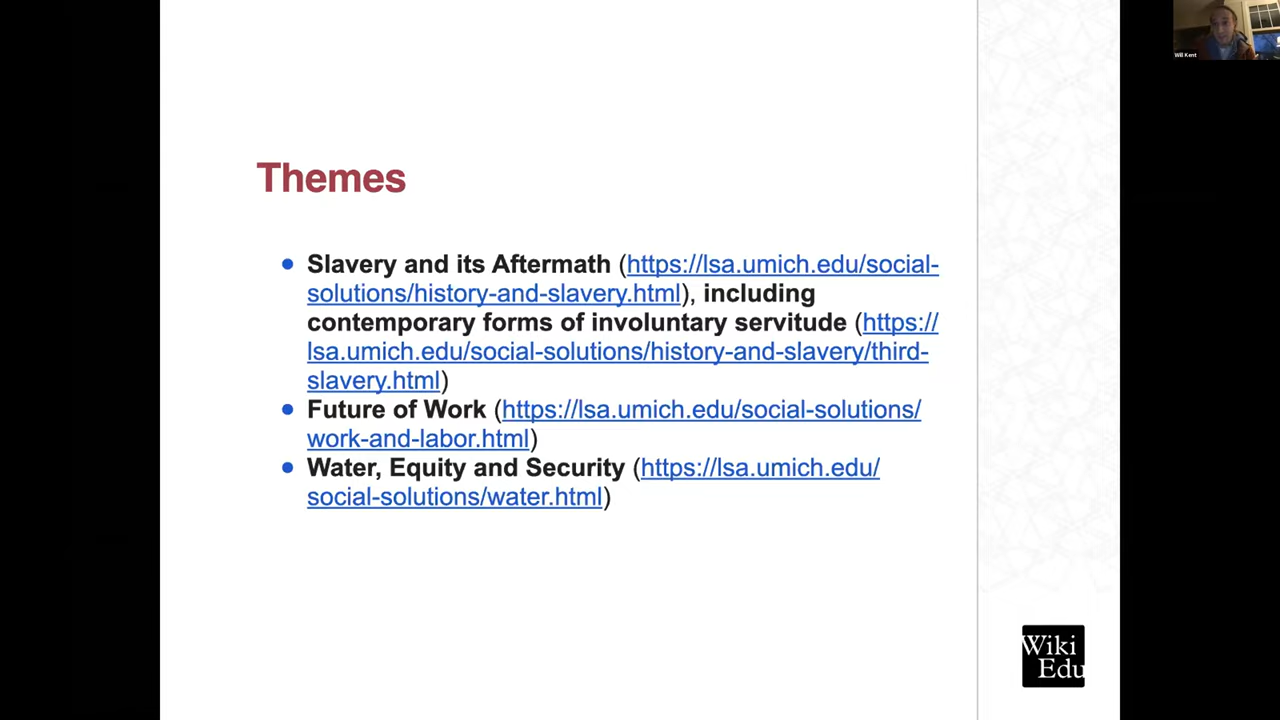 Will Kent
Themes
• Slavery and its Aftermath (https://lsa.umich.edu/social-
solutions/history-and-slavery.html), including
contemporary forms of involuntary servitude (https://
lsa.umich.edu/social-solutions/history-and-slavery/third-
slavery.html)
• Future of Work (https://lsa.umich.edu/social-solutions/
work-and-labor.html)
• Water, Equity and Security (https://lsa.umich.edu/
social-solutions/water.html)
Wiki
Edu